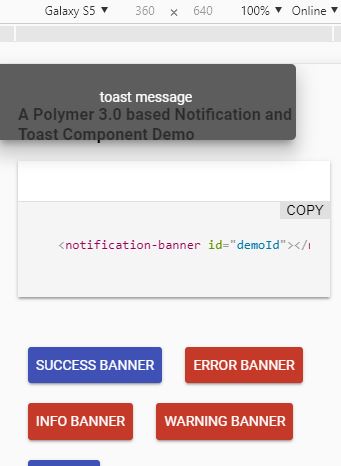 Galaxy S5 ▼ 360 × 640 100% ▼ Online ▼
toast message
A Polymer 3.0 based Notification and
Toast Component Demo
COPY
<notification-banner id="demoId"></
SUCCESS BANNER ERROR BANNER
INFO BANNER WARNING BANNER